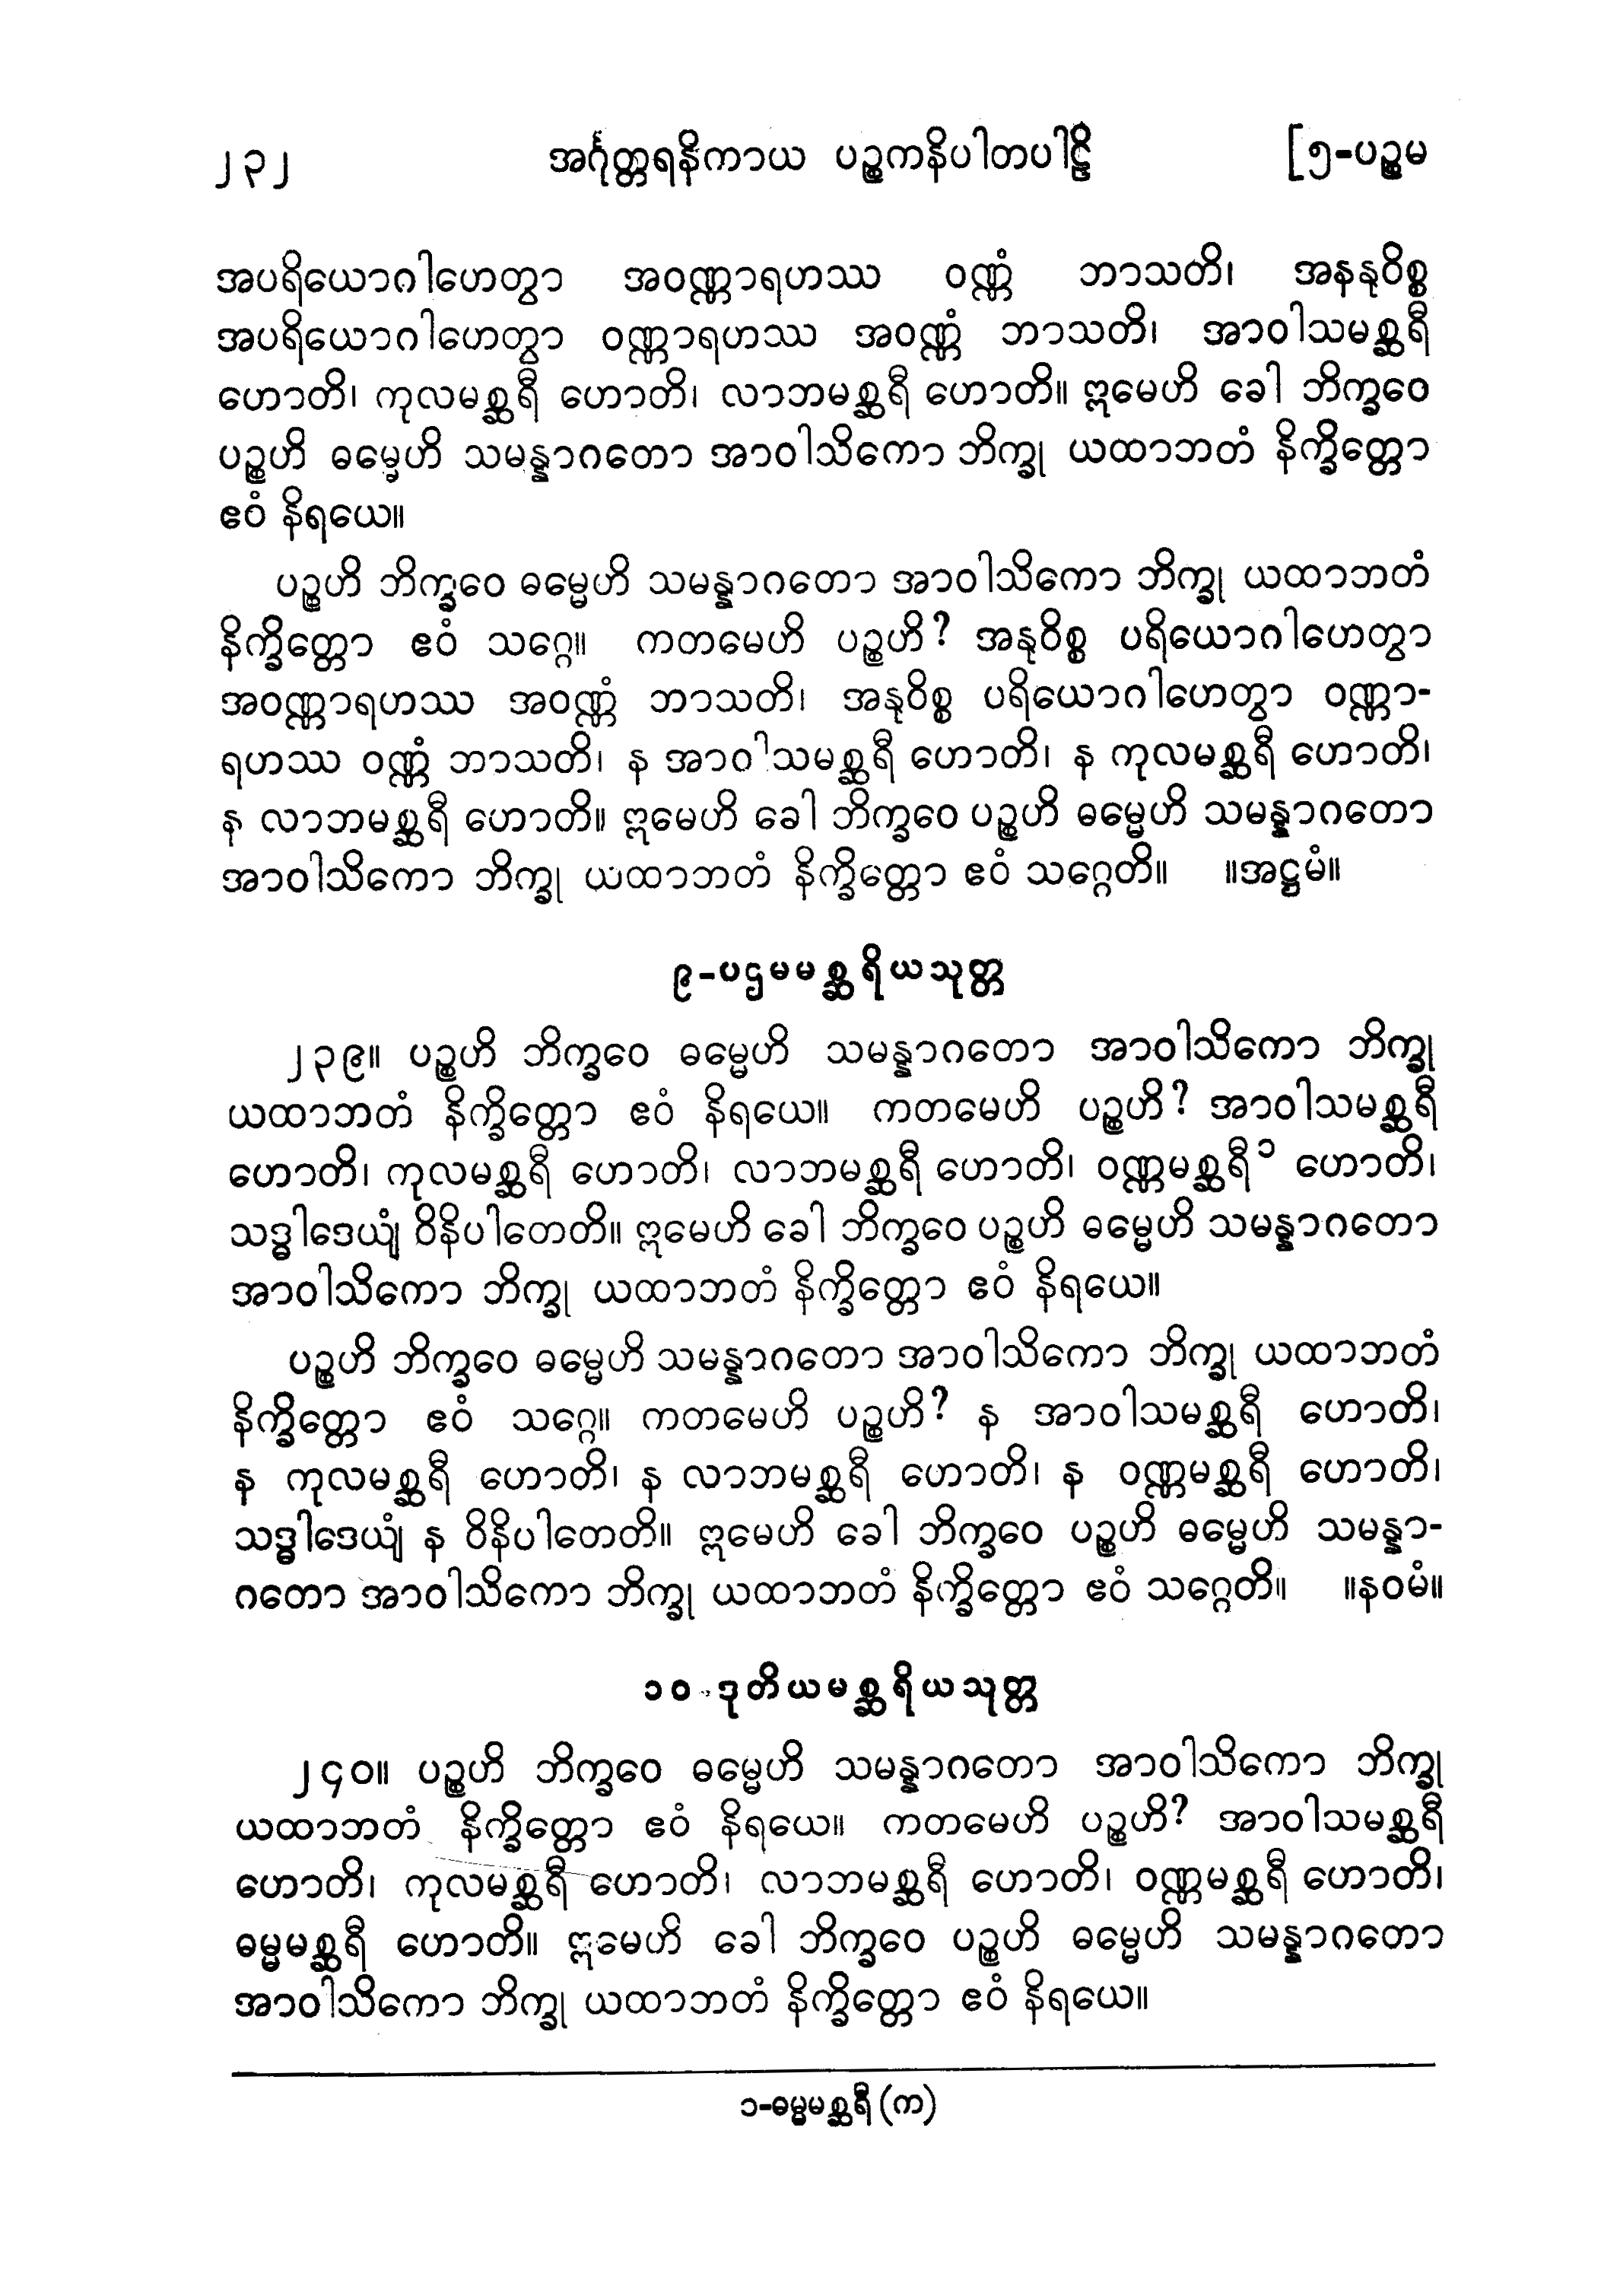 ၂၃၂ အင်္ဂုတ္တရနိကာယ ပဉ္စကနိပါတပါဠိ [၅-ပဉ္စမ
အပရိယောဂါဟေတွာ အဝဏ္ဏာရဟဿ ဝဏ္ဏံ ဘာသတိ၊ အနနုဝိစ္စ
အပရိယောဂါဟေတွာ ဝဏ္ဏာရဟဿ အဝဏ္ဏံ ဘာသတိ၊ အာဝါသမစ္ဆရီ
ဟောတိ၊ ကုလမစ္ဆရီ ဟောတိ၊ လာဘမစ္ဆရီ ဟောတိ။ ဣမေဟိ ခေါ ဘိက္ခဝေ
ပဉ္စဟိ ဓမ္မေဟိ သမန္နာဂတော အာဝါသိကော ဘိက္ခု ယထာဘတံ နိက္ခိတ္တော
ဧဝံ နိရယေ။
ပဉ္စဟိ ဘိက္ခဝေ ဓမ္မေဟိ သမန္နာဂတော အာဝါသိကော ဘိက္ခု ယထာဘတံ
နိက္ခိတ္တော ဧဝံ သဂ္ဂေ။ ကတမေဟိ ပဉ္စဟိ? အနုဝိစ္စ ပရိယောဂါဟေတွာ
အဝဏ္ဏာရဟဿ အဝဏ္ဏံ ဘာသတိ၊ အနုဝိစ္စ ပရိယောဂါဟေတွာ ဝဏ္ဏာ-
ရဟဿ ဝဏ္ဏံ ဘာသတိ၊ န အာဝါသမစ္ဆရီ ဟောတိ၊ န ကုလမစ္ဆရီ ဟောတိ၊
န လာဘမစ္ဆရီ ဟောတိ။ ဣမေဟိ ခေါ ဘိက္ခဝေ ပဉ္စဟိ ဓမ္မေဟိ သမန္နာဂတော
အာဝါသိကော ဘိက္ခု ယထာဘတံ နိက္ခိတ္တော ဧဝံ သဂ္ဂေတိ။ ။အဋ္ဌမံ။
၉-ပဌမမစ္ဆရိယသုတ္တ
၂၃၉။ ပဉ္စဟိ ဘိက္ခဝေ ဓမ္မေဟိ သမန္နာဂတော အာဝါသိကော ဘိက္ခု
ယထာဘတံ နိက္ခိတ္တော ဧဝံ နိရယေ။ ကတမေဟိ ပဉ္စဟိ? အာဝါသမစ္ဆရီ
ဟောတိ၊ ကုလမစ္ဆရီ ဟောတိ၊ လာဘမစ္ဆရီ ဟောတိ၊ ဝဏ္ဏမစ္ဆရီ၁ ဟောတိ၊
သဒ္ဓါဒေယျံ ဝိနိပါတေတိ။ ဣမေဟိ ခေါ ဘိက္ခဝေ ပဉ္စဟိ ဓမ္မေဟိ သမန္နာဂတော
အာဝါသိကော ဘိက္ခု ယထာဘတံ နိက္ခိတ္တော ဧဝံ နိရယေ။
ပဉ္စဟိ ဘိက္ခဝေ ဓမ္မေဟိ သမန္နာဂတော အာဝါသိကော ဘိက္ခု ယထာဘတံ
နိက္ခိတ္တော ဧဝံ သဂ္ဂေ။ ကတမေဟိ ပဉ္စဟိ? န အာဝါသမစ္ဆရီ ဟောတိ၊
န ကုလမစ္ဆရီ ဟောတိ၊ န လာဘမစ္ဆရီ ဟောတိ၊ န ဝဏ္ဏမစ္ဆရီ ဟောတိ၊
သဒ္ဓါဒေယျံ န ဝိနိပါတေတိ။ ဣမေဟိ ခေါ ဘိက္ခဝေ ပဉ္စဟိ ဓမ္မေဟိ သမန္နာ-
ဂတော အာဝါသိကော ဘိက္ခု ယထာဘတံ နိက္ခိတ္တော ဧဝံ သဂ္ဂေတိ။ ။နဝမံ။
၁၀-ဒုတိယမစ္ဆရိယသုတ္တ
၂၄၀။ ပဉ္စဟိ ဘိက္ခဝေ ဓမ္မေဟိ သမန္နာဂတော အာဝါသိကော ဘိက္ခု
ယထာဘတံ နိက္ခိတ္တော ဧဝံ နိရယေ။ ကတမေဟိ ပဉ္စဟိ? အာဝါသမစ္ဆရီ
ဟောတိ၊ ကုလမစ္ဆရီ ဟောတိ၊ လာဘမစ္ဆရီ ဟောတိ၊ ဝဏ္ဏမစ္ဆရီ ဟောတိ၊
ဓမ္မမစ္ဆရီ ဟောတိ။ ဣမေဟိ ခေါ ဘိက္ခဝေ ပဉ္စဟိ ဓမ္မေဟိ သမန္နာဂတော
အာဝါသိကော ဘိက္ခု ယထာဘတံ နိက္ခိတ္တော ဧဝံ နိရယေ။
၁-ဓမ္မမစ္ဆရီ (က)